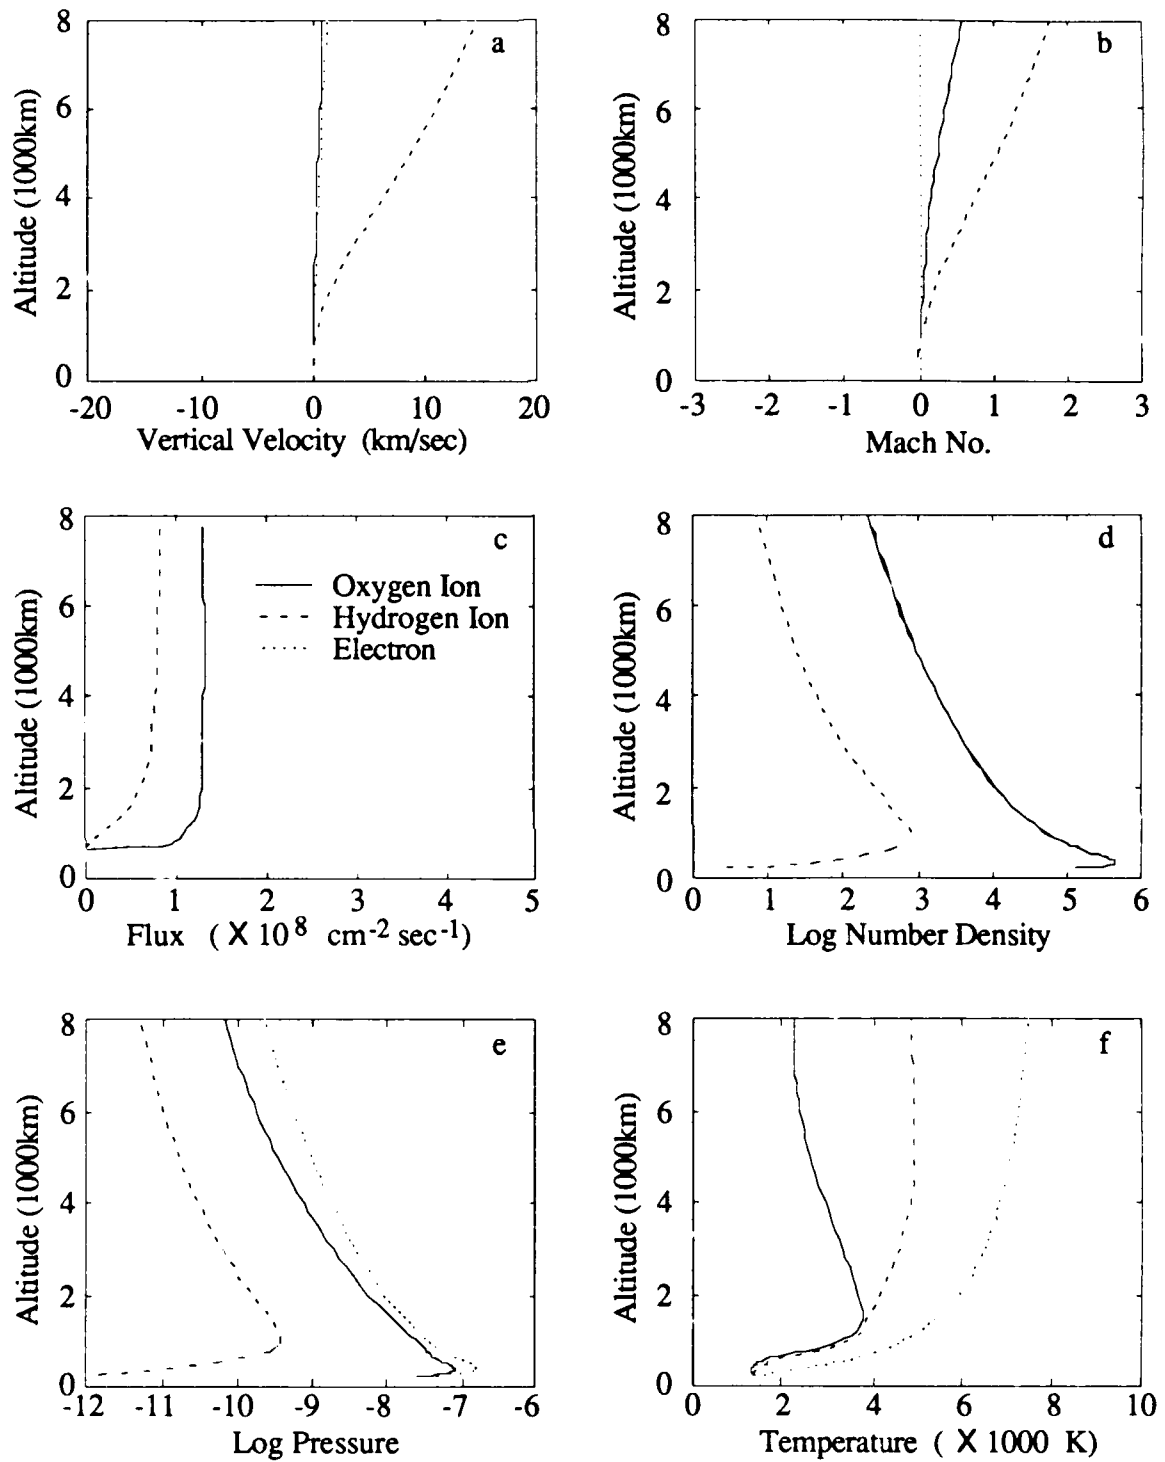 a
8
6
4
2
0
Altitude (1000km)
-20 -10 0 10 20
Vertical Velocity (km/sec)
b
8
6
4
2
0
Altitude (1000km)
-3 -2 -1 0 1 2 3
Mach No.
c
8
6
4
2
0
Altitude (1000km)
Oxygen Ion
Hydrogen Ion
Electron
0 1 2 3 4 5
Flux ( X 10⁸ cm⁻² sec⁻¹)
d
8
6
4
2
0
Altitude (1000km)
0 1 2 3 4 5 6
Log Number Density
e
8
6
4
2
0
Altitude (1000km)
-12 -11 -10 -9 -8 -7 -6
Log Pressure
f
8
6
4
2
0
Altitude (1000km)
0 2 4 6 8 10
Temperature ( X 1000 K)